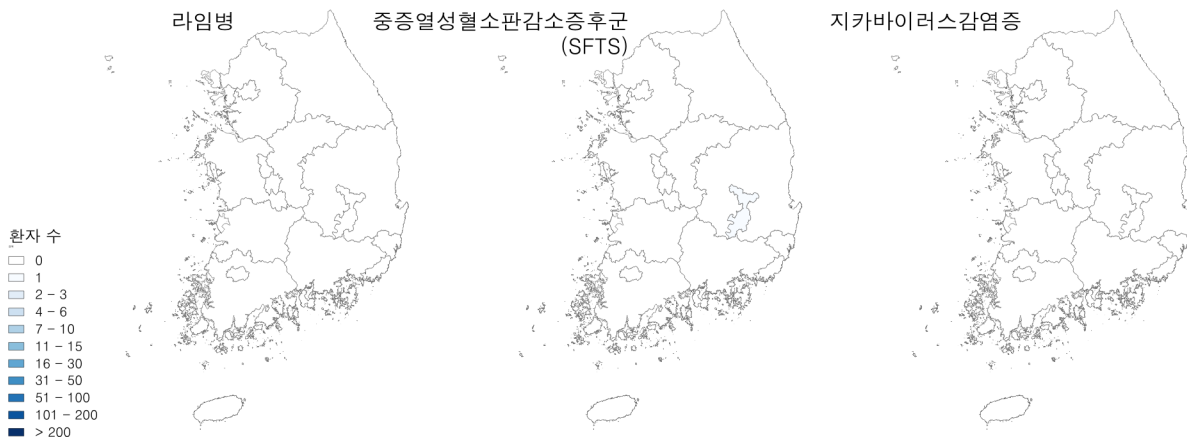 라임병
중증열성혈소판감소증후군
(SFTS)
지카바이러스감염증
환자 수
0
1
2 - 3
4 - 6
7 - 10
11 - 15
16 - 30
31 - 50
51 - 100
101 - 200
> 200